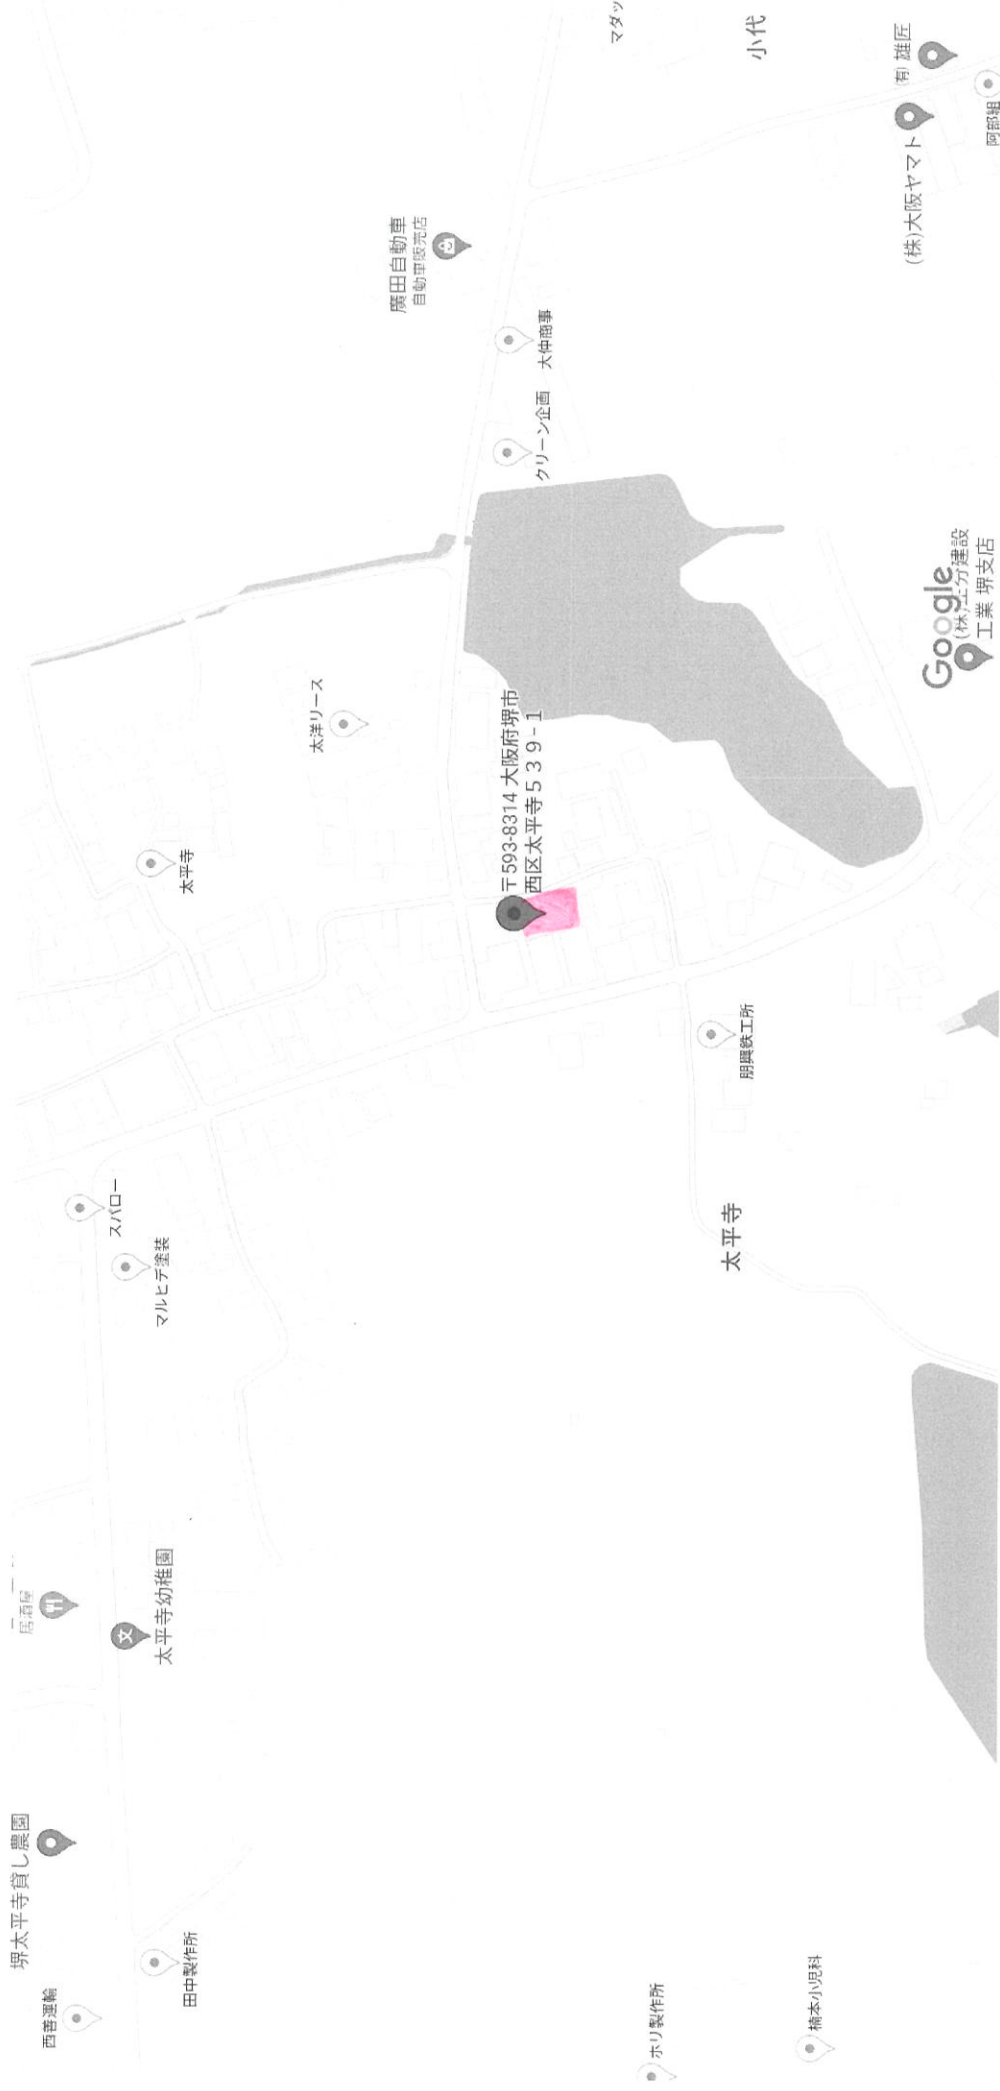 西善運輸
堺太平寺貸し農園
田中製作所
居酒屋
太平寺幼稚園
スパロー
マルヒデ塗装
太平寺
太洋リース
廣田自動車
自動車販売店
〒593-8314 大阪府堺市
西区太平寺539-1
クリーン企画
大仲商事
マダッ
小代
朋興鉄工所
太平寺
ホリ製作所
楠本小児科
(株)大阪ヤマト
(有) 雄匠
阿部組
Google
建設
工業 堺支店